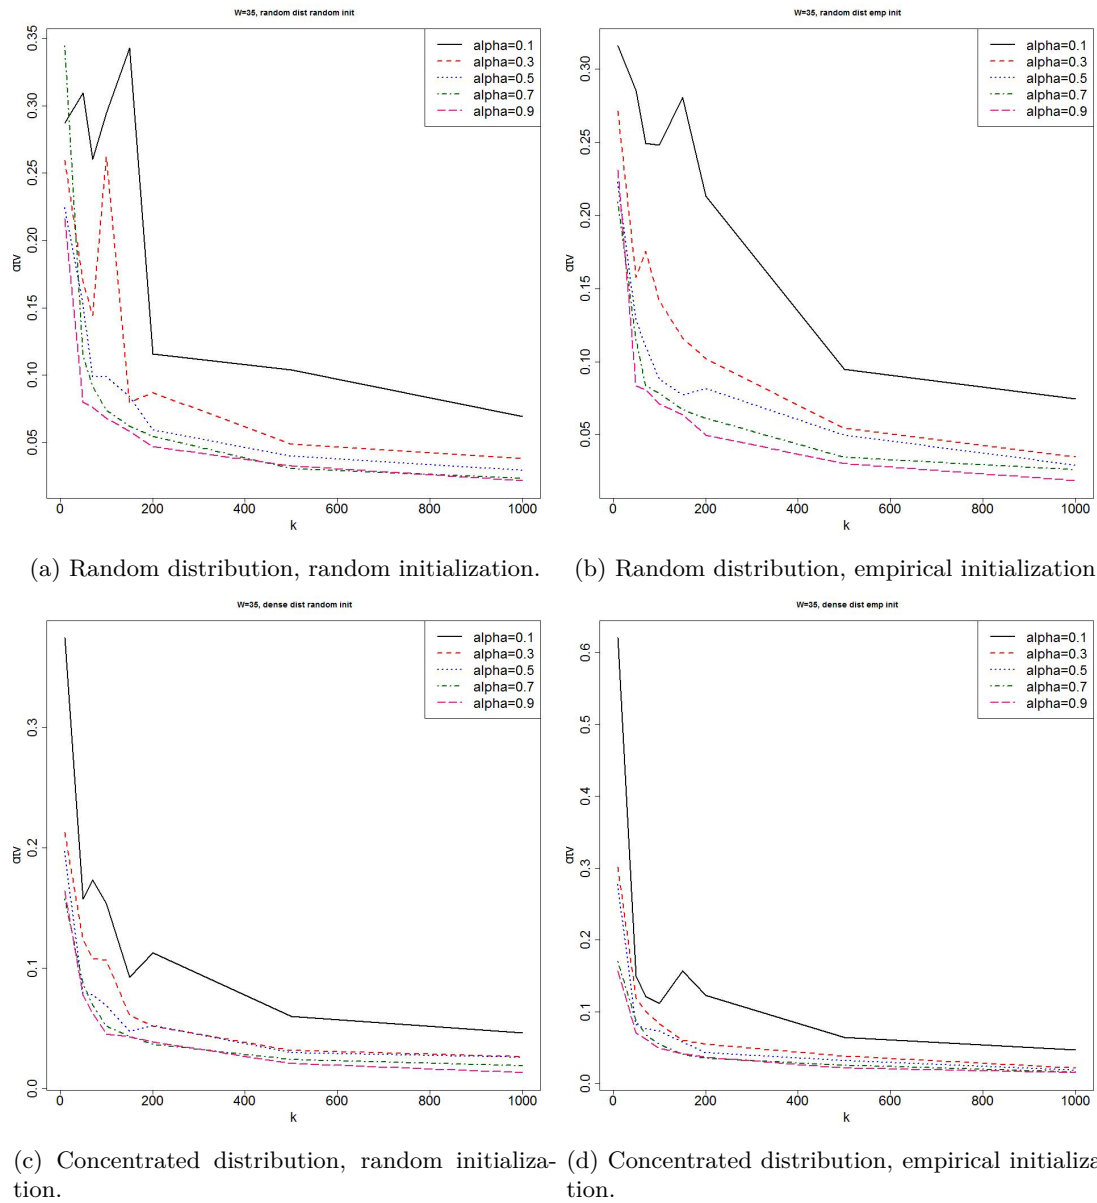 W=35, random dist random init
alpha=0.1
alpha=0.3
alpha=0.5
alpha=0.7
alpha=0.9
0.35
0.30
0.25
0.20
0.15
0.10
0.05
dtv
0 200 400 600 800 1000
k
(a) Random distribution, random initialization.
W=35, random dist emp init
alpha=0.1
alpha=0.3
alpha=0.5
alpha=0.7
alpha=0.9
0.30
0.25
0.20
0.15
0.10
0.05
dtv
0 200 400 600 800 1000
k
(b) Random distribution, empirical initialization
W=35, dense dist random init
alpha=0.1
alpha=0.3
alpha=0.5
alpha=0.7
alpha=0.9
0.3
0.2
0.1
0.0
dtv
0 200 400 600 800 1000
k
(c) Concentrated distribution, random initializa-
tion.
W=35, dense dist emp init
alpha=0.1
alpha=0.3
alpha=0.5
alpha=0.7
alpha=0.9
0.6
0.5
0.4
0.3
0.2
0.1
0.0
dtv
0 200 400 600 800 1000
k
(d) Concentrated distribution, empirical initializa
tion.